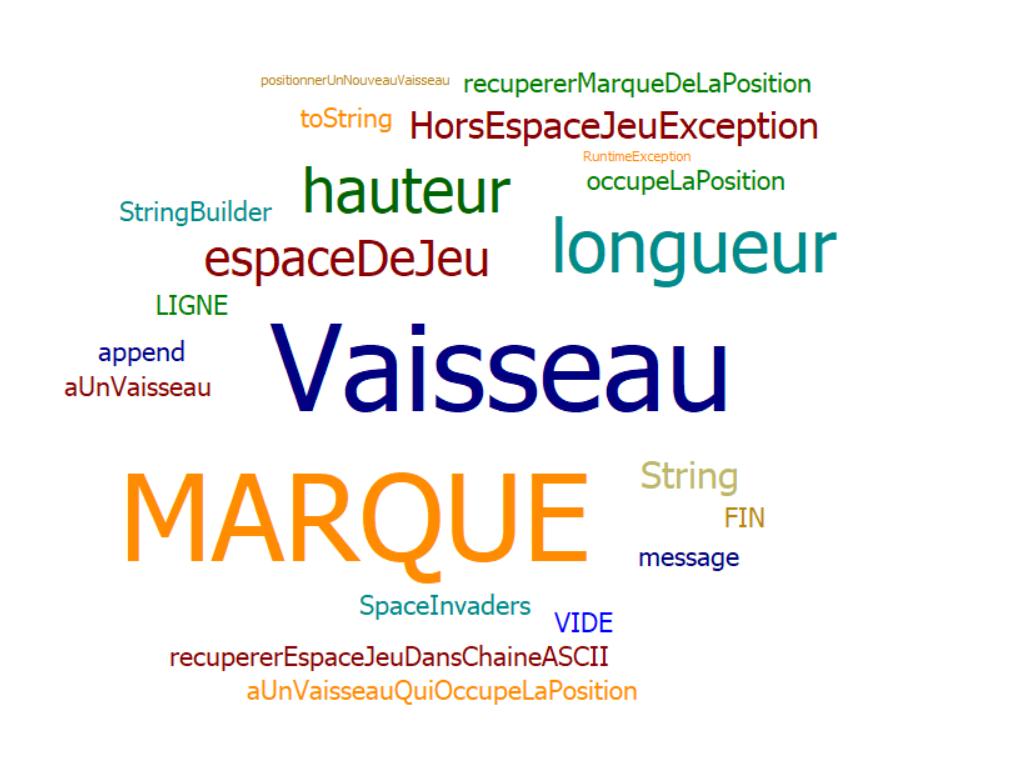 positionnerUnNouveauVaisseau recupererMarqueDeLaPosition
toString HorsEspaceJeuException
RuntimeException
hauteur occupeLaPosition
StringBuilder
longueur
espaceDeJeu
LIGNE
append Vaisseau
aUnVaisseau
MARQUE String
FIN
message
SpaceInvaders
VIDE
recupererEspaceJeuDansChaineASCII
aUnVaisseauQuiOccupeLaPosition